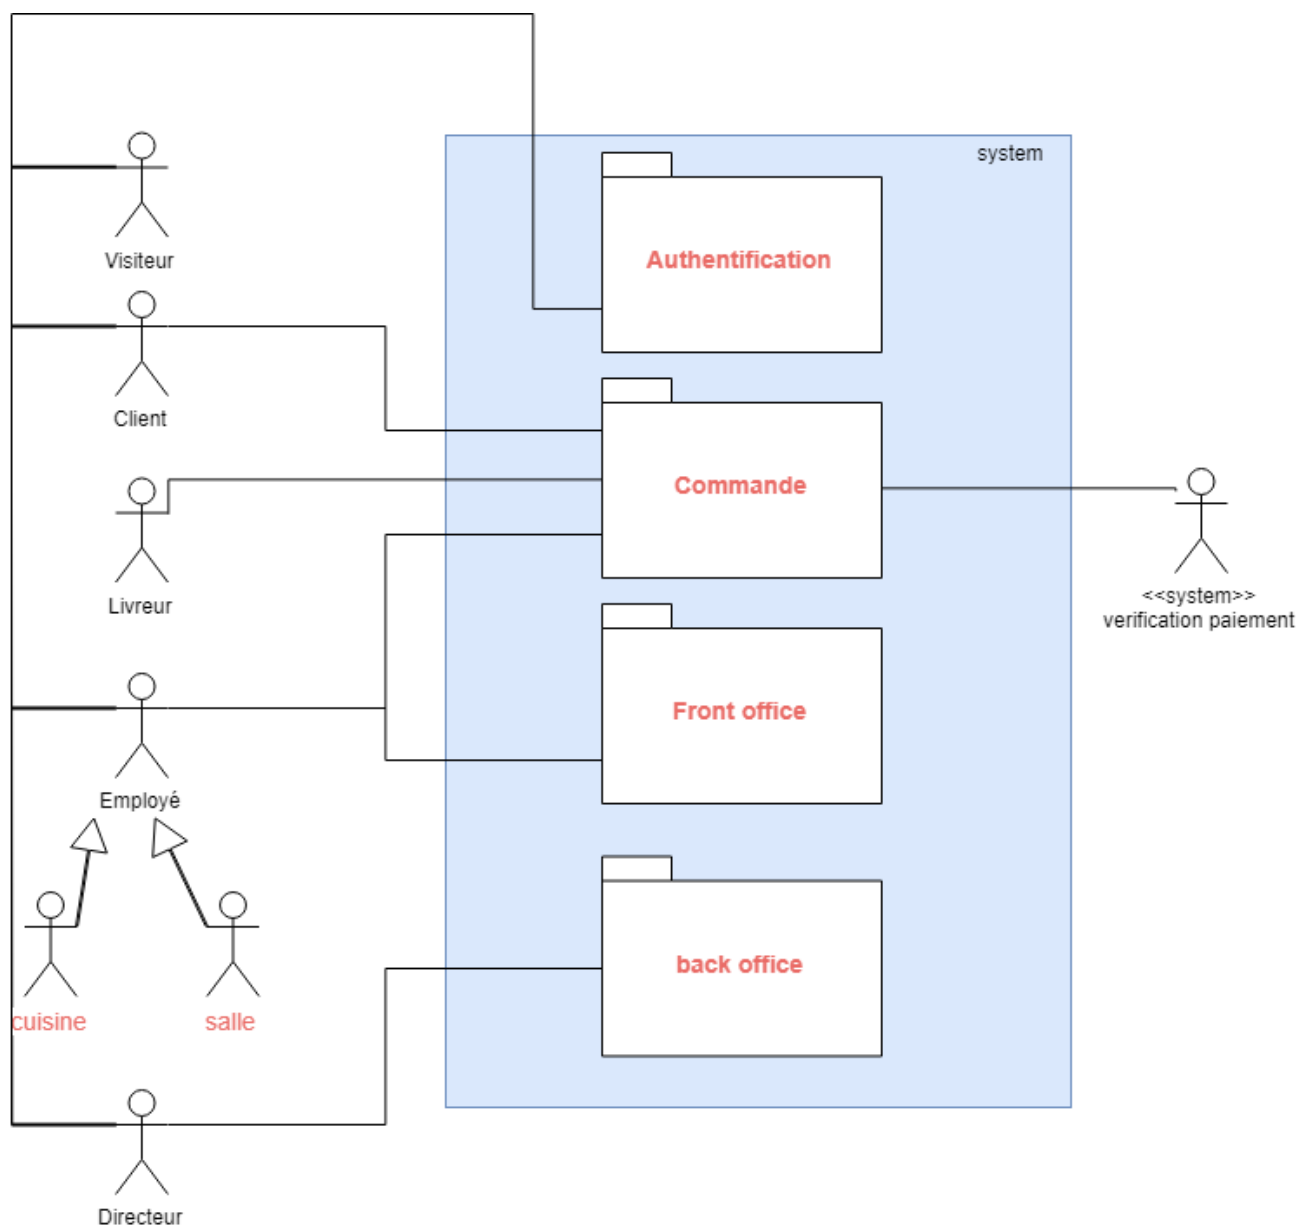 system
Authentification
Visiteur
Client
Commande
Livreur
<<system>>
verification paiement
Front office
Employé
back office
cuisine
salle
Directeur